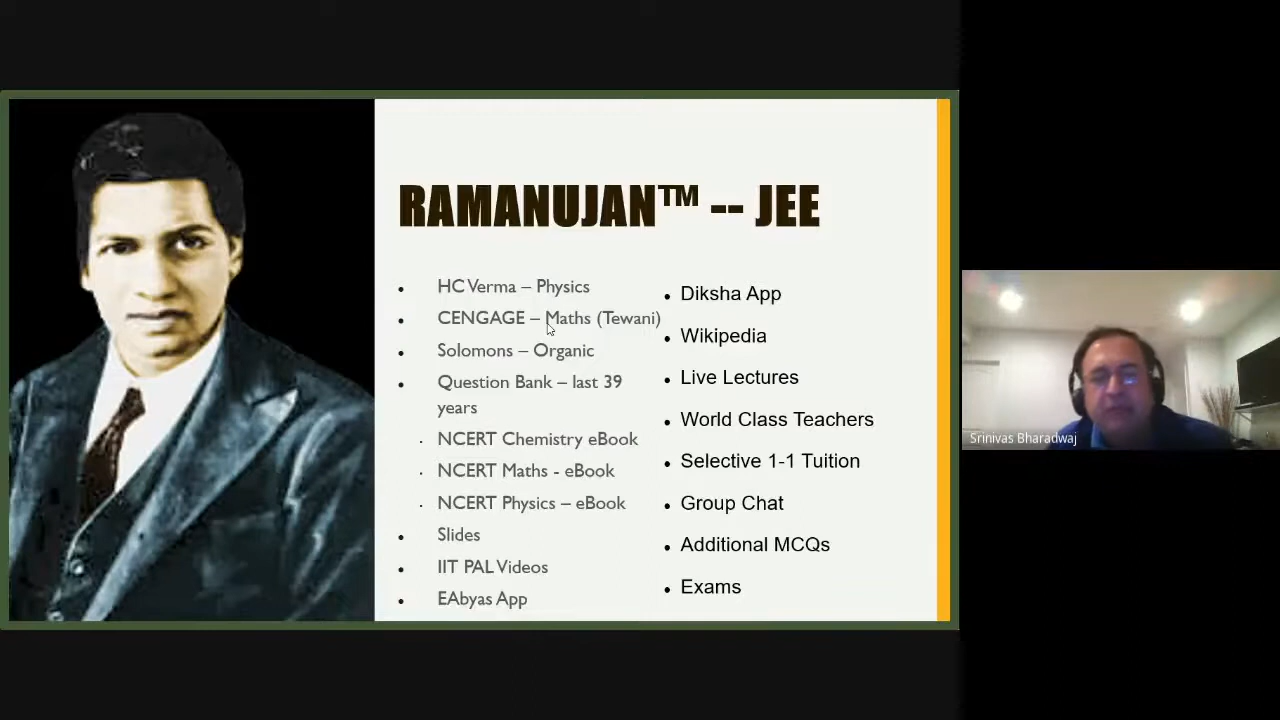 RAMANUJAN™ -- JEE
• HC Verma – Physics
• CENGAGE – Maths (Tewani)
• Solomons – Organic
• Question Bank – last 39
years
· NCERT Chemistry eBook
· NCERT Maths - eBook
· NCERT Physics – eBook
• Slides
• IIT PAL Videos
• EAbyas App
• Diksha App
• Wikipedia
• Live Lectures
• World Class Teachers
• Selective 1-1 Tuition
• Group Chat
• Additional MCQs
• Exams
Srinivas Bharadwaj